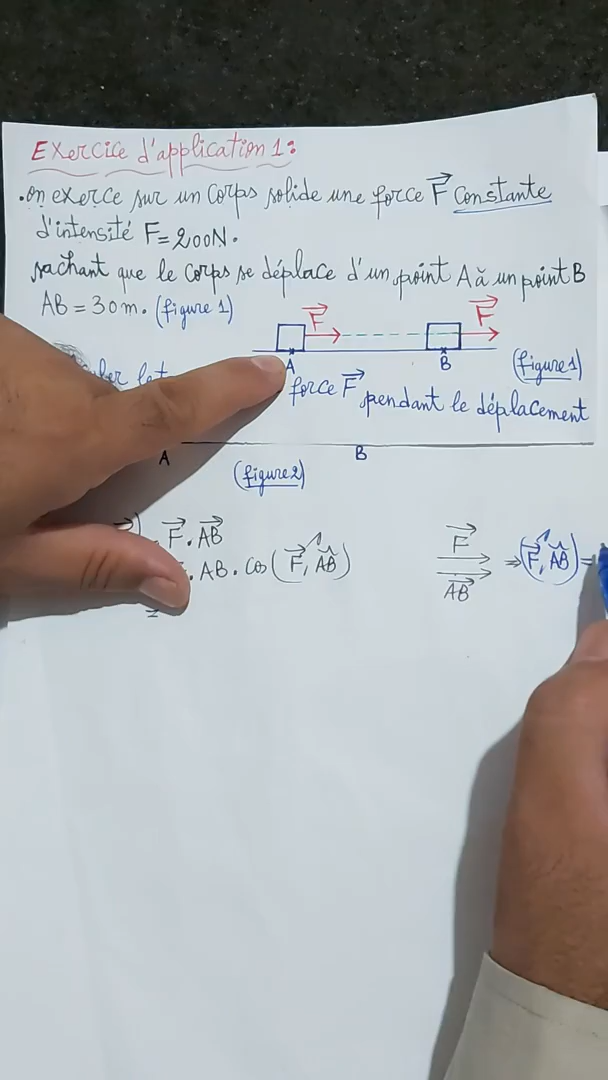 Exercice d'application 1:
.on exerce sur un corps solide une force F⃗ Constante
d'intensité F=200N.
sachant que le corps se déplace d'un point A à un point B
AB = 30m. (figure 1)
F⃗ F⃗
A B (figure1)
force F⃗ pendant le déplacement
A B
(figure2)
F⃗.AB⃗ F⃗
. AB. cos(F⃗, AB⃗) AB⃗ ⇒ (F⃗, AB⃗) =
=